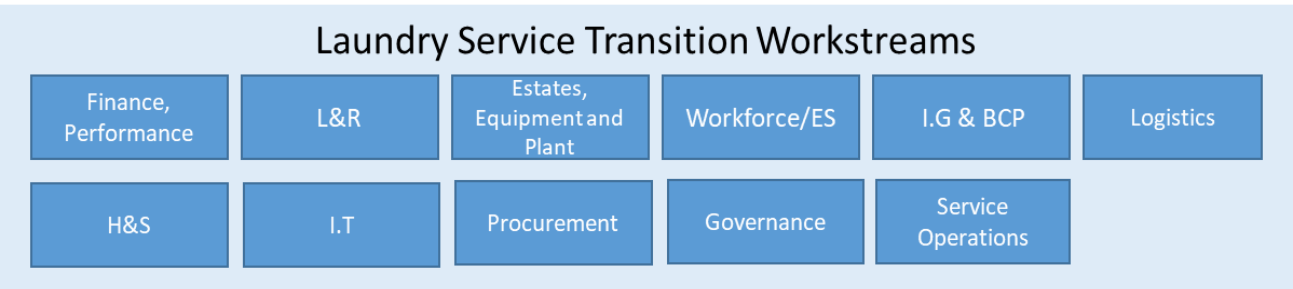 Laundry Service Transition Workstreams
Finance,
Performance
L&R
Estates,
Equipment and
Plant
Workforce/ES
I.G & BCP
Logistics
H&S
I.T
Procurement
Governance
Service
Operations